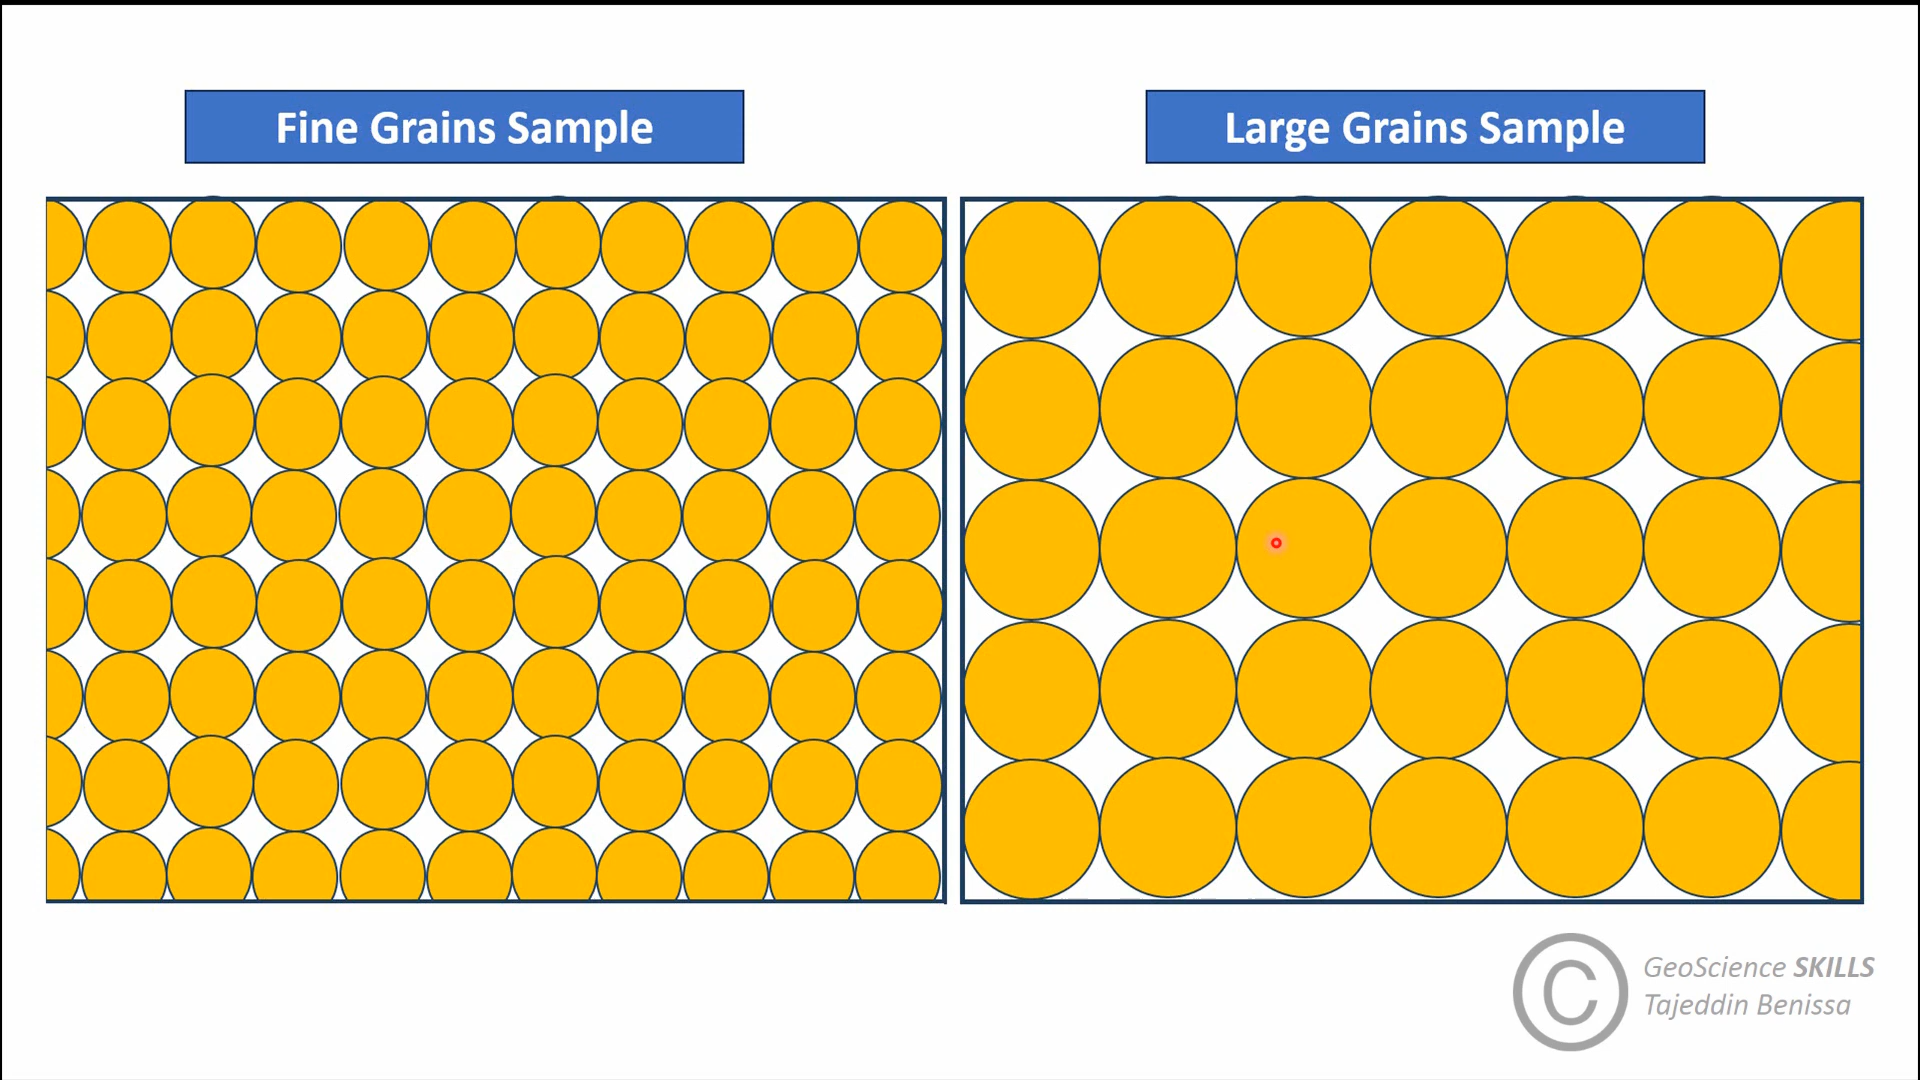 Fine Grains Sample
Large Grains Sample
©
GeoScience SKILLS
Tajeddin Benissa